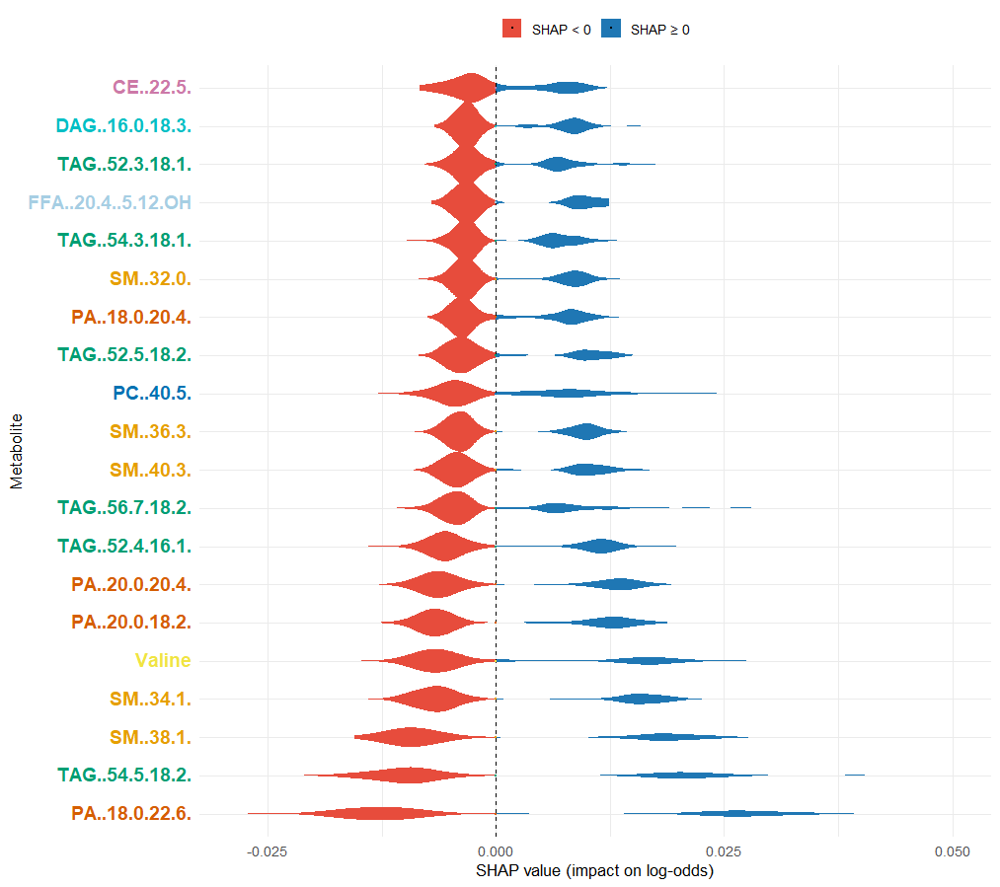 SHAP < 0 SHAP ≥ 0
CE..22.5.
DAG..16.0.18.3.
TAG..52.3.18.1.
FFA..20.4..5.12.OH
TAG..54.3.18.1.
SM..32.0.
PA..18.0.20.4.
TAG..52.5.18.2.
PC..40.5.
SM..36.3.
SM..40.3.
TAG..56.7.18.2.
TAG..52.4.16.1.
PA..20.0.20.4.
PA..20.0.18.2.
Valine
SM..34.1.
SM..38.1.
TAG..54.5.18.2.
PA..18.0.22.6.
Metabolite
-0.025 0.000 0.025 0.050
SHAP value (impact on log-odds)